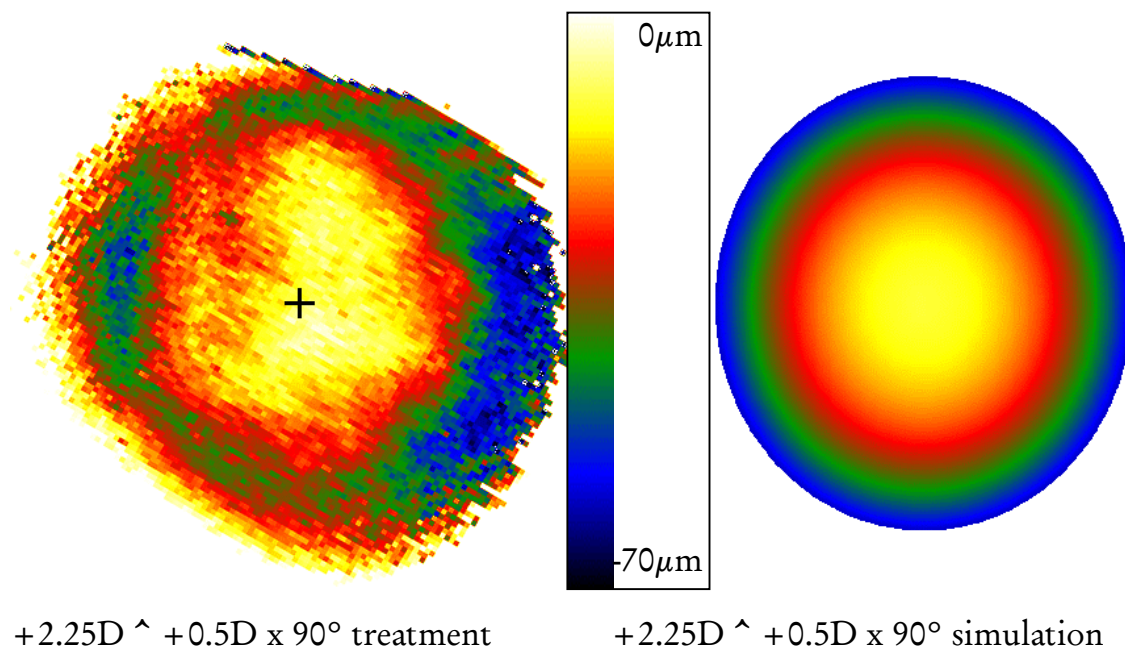 0µm
-70µm
+2.25D ^ +0.5D x 90° treatment
+2.25D ^ +0.5D x 90° simulation